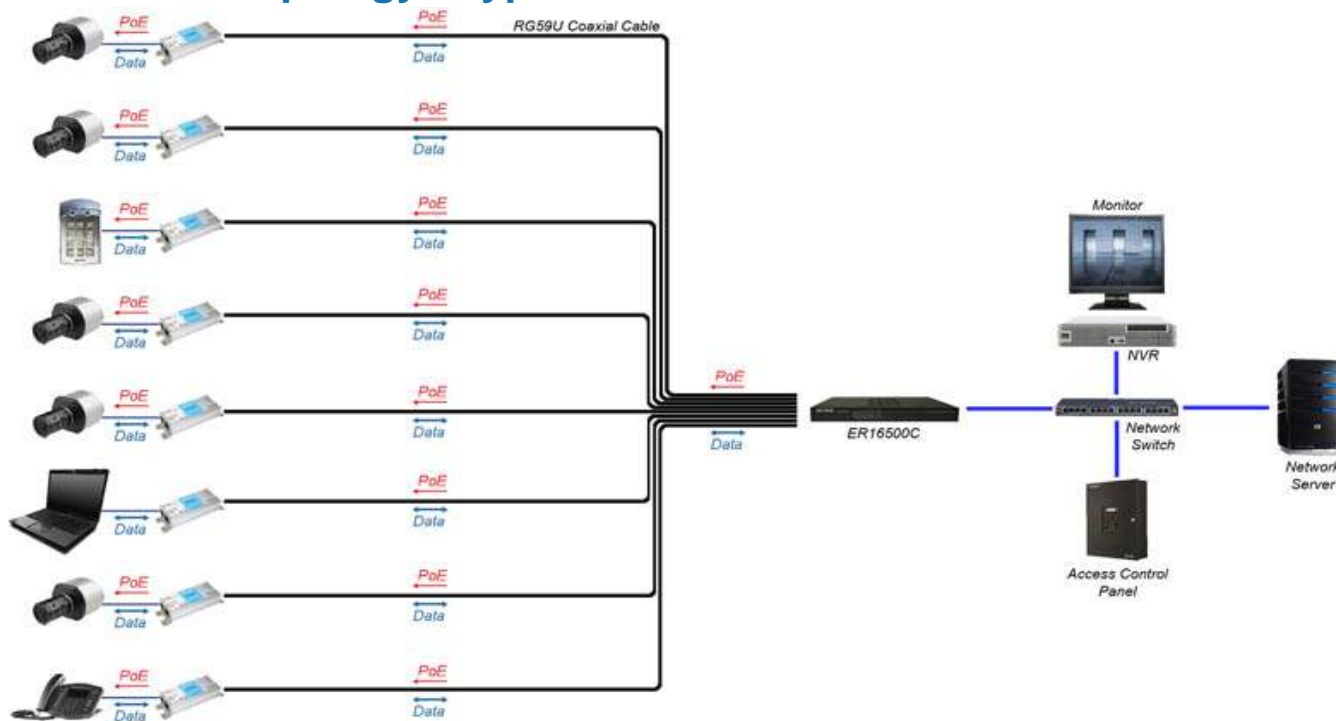 PoE PoE RG59U Coaxial Cable
Data Data
PoE PoE
Data Data
PoE PoE
Data Data
Monitor
PoE PoE
Data Data
NVR
PoE PoE PoE
Data Data Data
ER16500C
Network
Switch
PoE
Data Data
Network
Server
PoE PoE
Data Data
Access Control
Panel
PoE PoE
Data Data